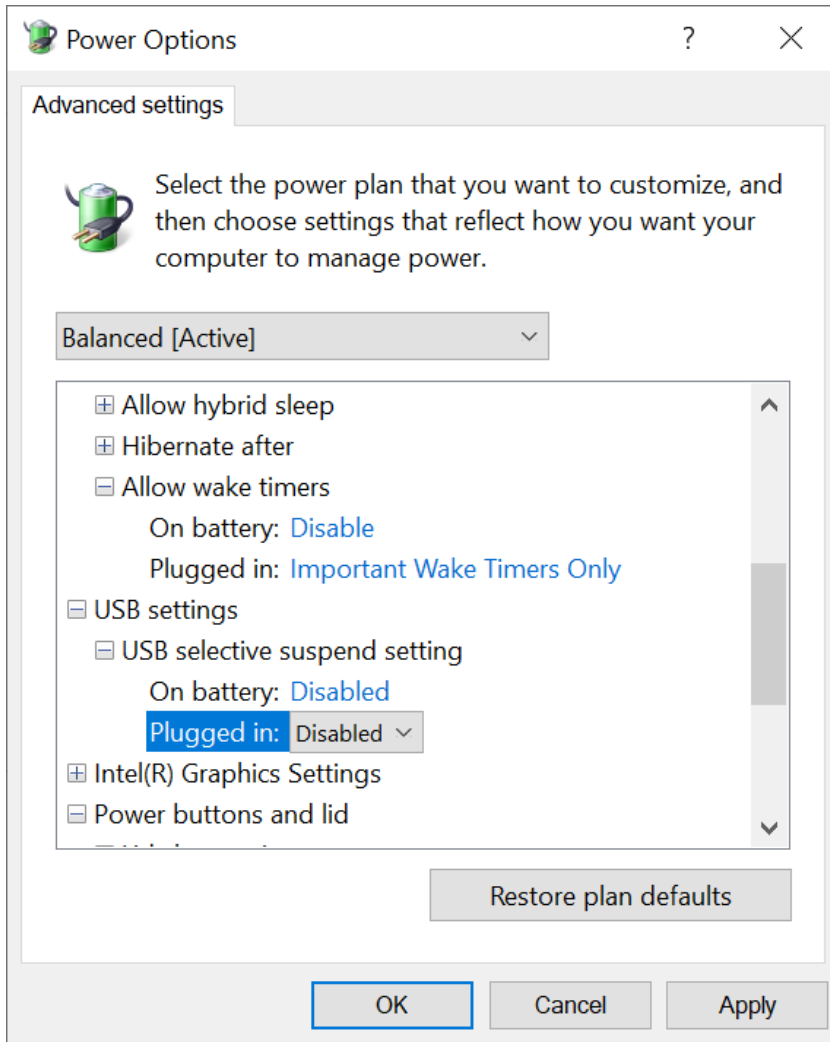 Power Options
Advanced settings
Select the power plan that you want to customize, and
then choose settings that reflect how you want your
computer to manage power.
Balanced [Active]
Allow hybrid sleep
Hibernate after
Allow wake timers
On battery: Disable
Plugged in: Important Wake Timers Only
USB settings
USB selective suspend setting
On battery: Disabled
Plugged in: Disabled
Intel(R) Graphics Settings
Power buttons and lid
Restore plan defaults
OK Cancel Apply